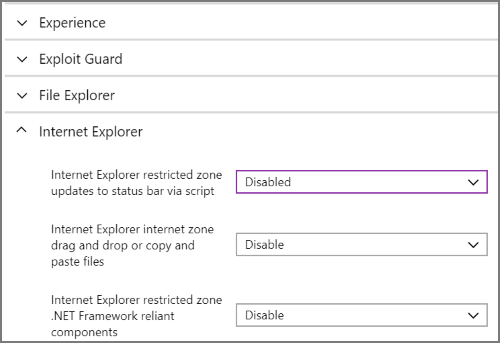 Experience
Exploit Guard
File Explorer
Internet Explorer
Internet Explorer restricted zone
updates to status bar via script
Disabled
Internet Explorer internet zone
drag and drop or copy and
paste files
Disable
Internet Explorer restricted zone
.NET Framework reliant
components
Disable